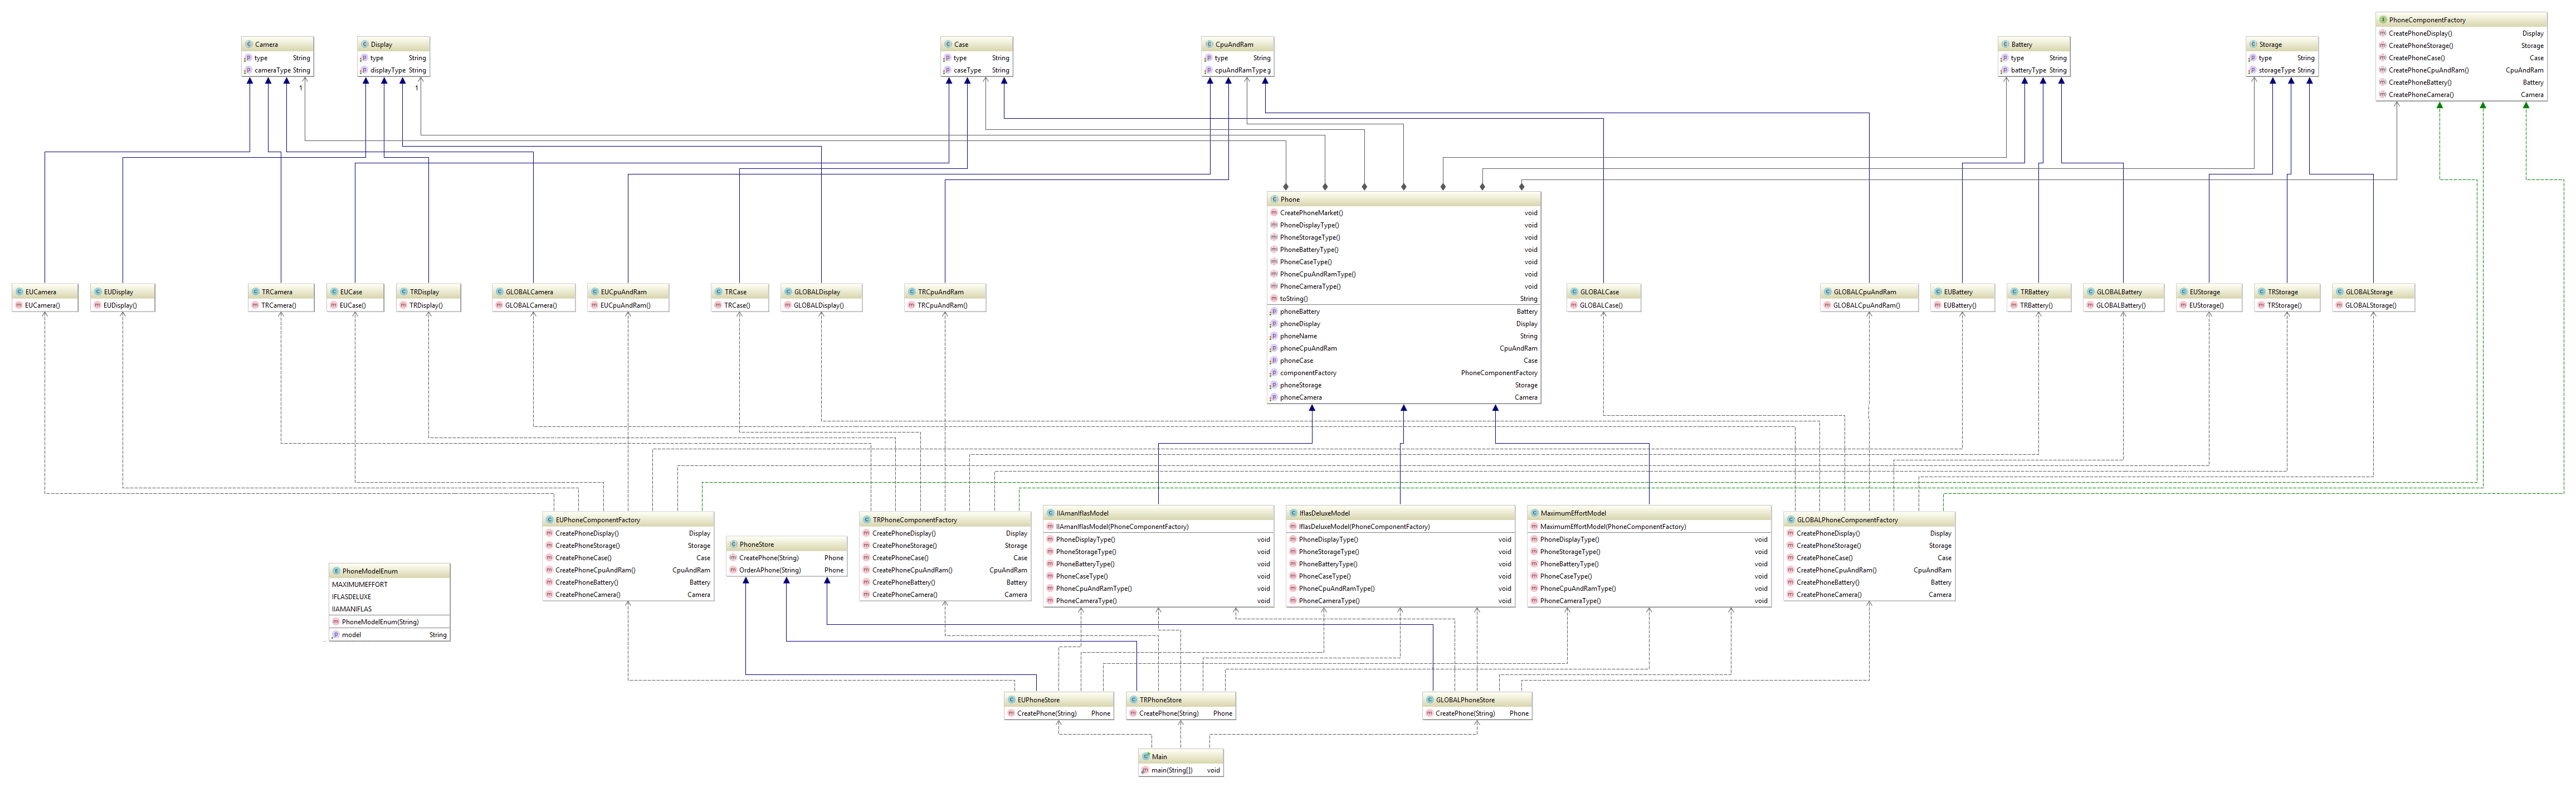 PhoneComponentFactory
CreatePhoneDisplay() Display
CreatePhoneStorage() Storage
CreatePhoneCase() Case
CreatePhoneCpuAndRam() CpuAndRam
CreatePhoneBattery() Battery
CreatePhoneCamera() Camera
Camera
type String
cameraType String
1
Display
type String
displayType String
1
Case
type String
caseType String
CpuAndRam
type String
cpuAndRamType g
Battery
type String
batteryType String
Storage
type String
storageType String
Phone
CreatePhoneMarket() void
PhoneDisplayType() void
PhoneStorageType() void
PhoneBatteryType() void
PhoneCaseType() void
PhoneCpuAndRamType() void
PhoneCameraType() void
toString() String
phoneBattery Battery
phoneDisplay Display
phoneName String
phoneCpuAndRam CpuAndRam
phoneCase Case
componentFactory PhoneComponentFactory
phoneStorage Storage
phoneCamera Camera
EUCamera
EUCamera()
EUDisplay
EUDisplay()
TRCamera
TRCamera()
EUCase
EUCase()
TRDisplay
TRDisplay()
GLOBALCamera
GLOBALCamera()
EUCpuAndRam
EUCpuAndRam()
TRCase
TRCase()
GLOBALDisplay
GLOBALDisplay()
TRCpuAndRam
TRCpuAndRam()
GLOBALCase
GLOBALCase()
GLOBALCpuAndRam
GLOBALCpuAndRam()
EUBattery
EUBattery()
TRBattery
TRBattery()
GLOBALBattery
GLOBALBattery()
EUStorage
EUStorage()
TRStorage
TRStorage()
GLOBALStorage
GLOBALStorage()
EUPhoneComponentFactory
CreatePhoneDisplay() Display
CreatePhoneStorage() Storage
CreatePhoneCase() Case
CreatePhoneCpuAndRam() CpuAndRam
CreatePhoneBattery() Battery
CreatePhoneCamera() Camera
PhoneStore
CreatePhone(String) Phone
OrderAPhone(String) Phone
TRPhoneComponentFactory
CreatePhoneDisplay() Display
CreatePhoneStorage() Storage
CreatePhoneCase() Case
CreatePhoneCpuAndRam() CpuAndRam
CreatePhoneBattery() Battery
CreatePhoneCamera() Camera
IIAmanIflasModel
IIAmanIflasModel(PhoneComponentFactory)
PhoneDisplayType() void
PhoneStorageType() void
PhoneBatteryType() void
PhoneCaseType() void
PhoneCpuAndRamType() void
PhoneCameraType() void
IflasDeluxeModel
IflasDeluxeModel(PhoneComponentFactory)
PhoneDisplayType() void
PhoneStorageType() void
PhoneBatteryType() void
PhoneCaseType() void
PhoneCpuAndRamType() void
PhoneCameraType() void
MaximumEffortModel
MaximumEffortModel(PhoneComponentFactory)
PhoneDisplayType() void
PhoneStorageType() void
PhoneBatteryType() void
PhoneCaseType() void
PhoneCpuAndRamType() void
PhoneCameraType() void
GLOBALPhoneComponentFactory
CreatePhoneDisplay() Display
CreatePhoneStorage() Storage
CreatePhoneCase() Case
CreatePhoneCpuAndRam() CpuAndRam
CreatePhoneBattery() Battery
CreatePhoneCamera() Camera
PhoneModelEnum
MAXIMUMEFFORT
IFLASDELUXE
IIAMANIFLAS
PhoneModelEnum(String)
model String
EUPhoneStore
CreatePhone(String) Phone
TRPhoneStore
CreatePhone(String) Phone
GLOBALPhoneStore
CreatePhone(String) Phone
Main
main(String[]) void